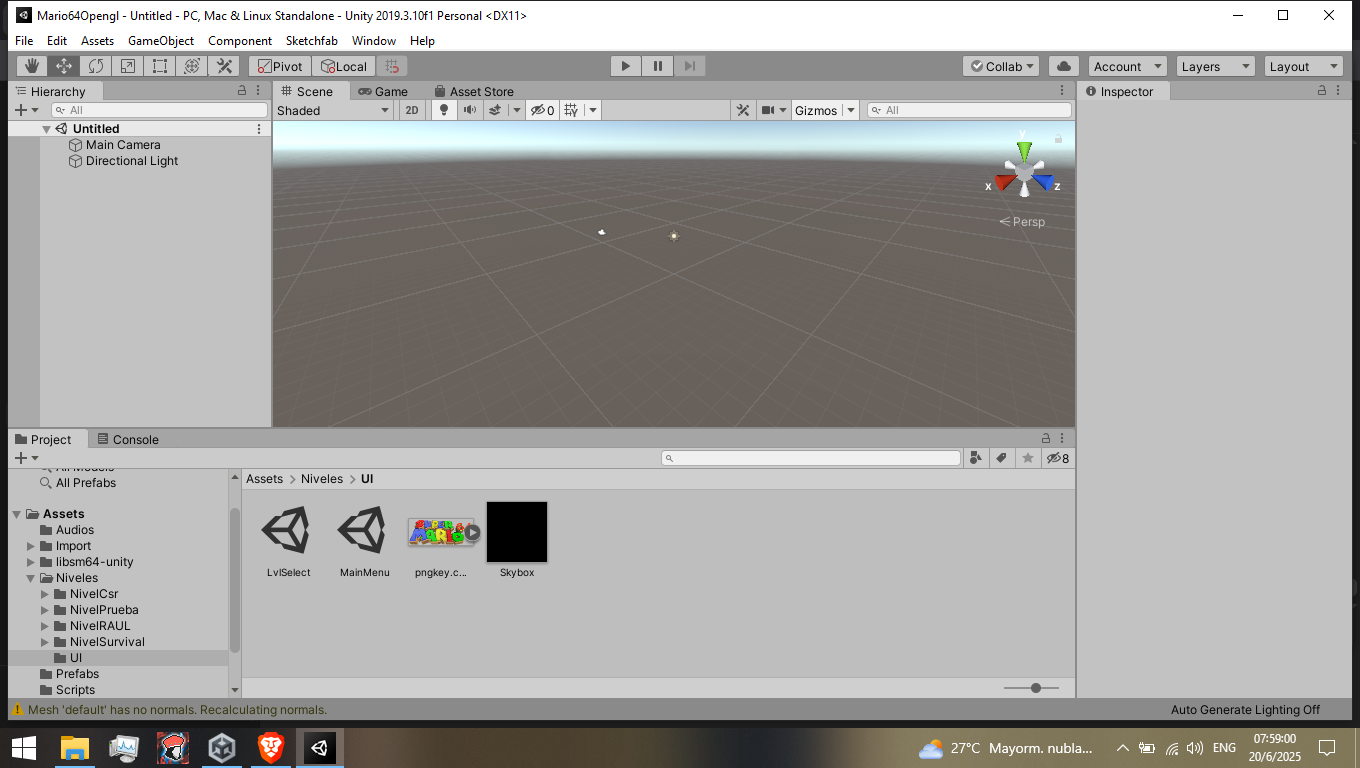 Mario64Opengl - Untitled - PC, Mac & Linux Standalone - Unity 2019.3.10f1 Personal <DX11>
File Edit Assets GameObject Component Sketchfab Window Help
Pivot Local Collab Account Layers Layout
Hierarchy Scene Game Asset Store Inspector
All Shaded 2D 0 Gizmos All
Untitled
Main Camera
Directional Light
y
x z
Persp
Project Console
8
All Models
All Prefabs
Assets > Niveles > UI
Assets
Audios
Import
libsm64-unity
Niveles
NivelCsr
NivelPrueba
NivelRAUL
NivelSurvival
UI
Prefabs
Scripts
SUPER MARIO 64
LvlSelect MainMenu pngkey.c... Skybox
Mesh 'default' has no normals. Recalculating normals. Auto Generate Lighting Off
27°C Mayorm. nubla... ENG 07:59:00
20/6/2025